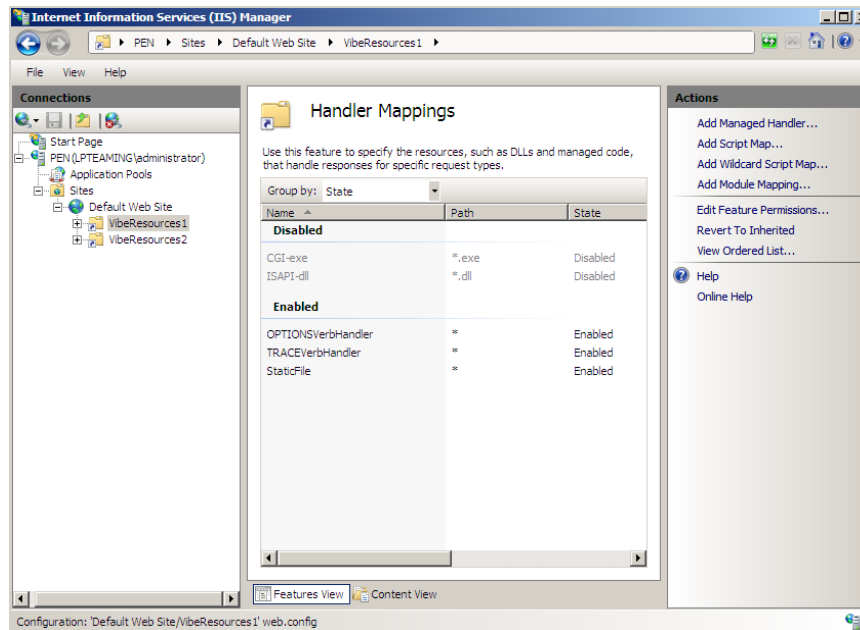 Internet Information Services (IIS) Manager
PEN Sites Default Web Site VibeResources1
File View Help
Connections
Start Page
PEN (LPTEAMING\administrator)
Application Pools
Sites
Default Web Site
VibeResources1
VibeResources2
Handler Mappings
Use this feature to specify the resources, such as DLLs and managed code,
that handle responses for specific request types.
Group by: State
Name Path State
Disabled
CGI-exe *.exe Disabled
ISAPI-dll *.dll Disabled
Enabled
OPTIONSVerbHandler * Enabled
TRACEVerbHandler * Enabled
StaticFile * Enabled
Features View Content View
Actions
Add Managed Handler...
Add Script Map...
Add Wildcard Script Map...
Add Module Mapping...
Edit Feature Permissions...
Revert To Inherited
View Ordered List...
Help
Online Help
Configuration: 'Default Web Site/VibeResources1' web.config